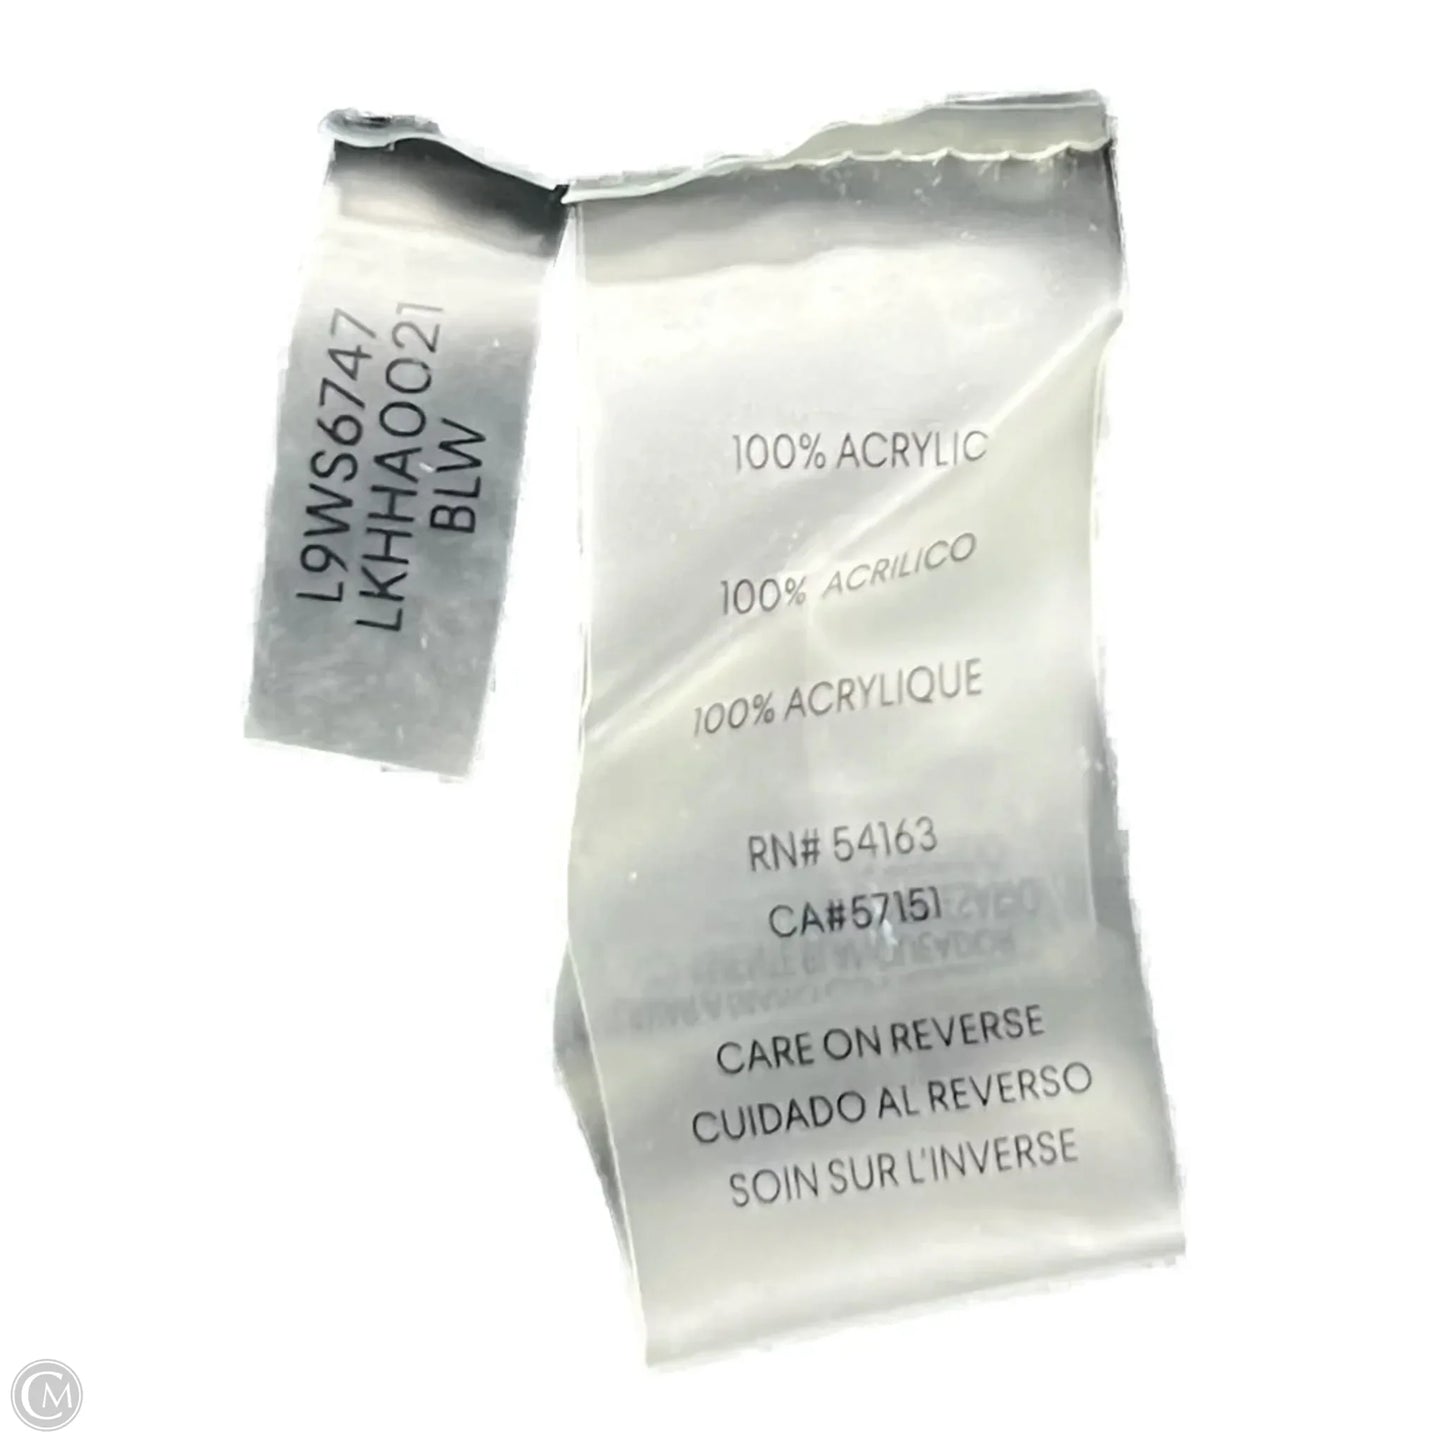 L9WS6747
LKHHA0021
BLW
100% ACRYLIC
100% ACRILICO
100% ACRYLIQUE
RN# 54163
CA#57151
CARE ON REVERSE
CUIDADO AL REVERSO
SOIN SUR L'INVERSE
CM